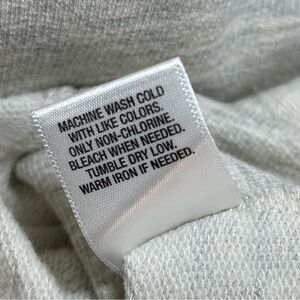 MACHINE WASH COLD
WITH LIKE COLORS.
ONLY NON-CHLORINE.
BLEACH WHEN NEEDED.
TUMBLE DRY LOW.
WARM IRON IF NEEDED.